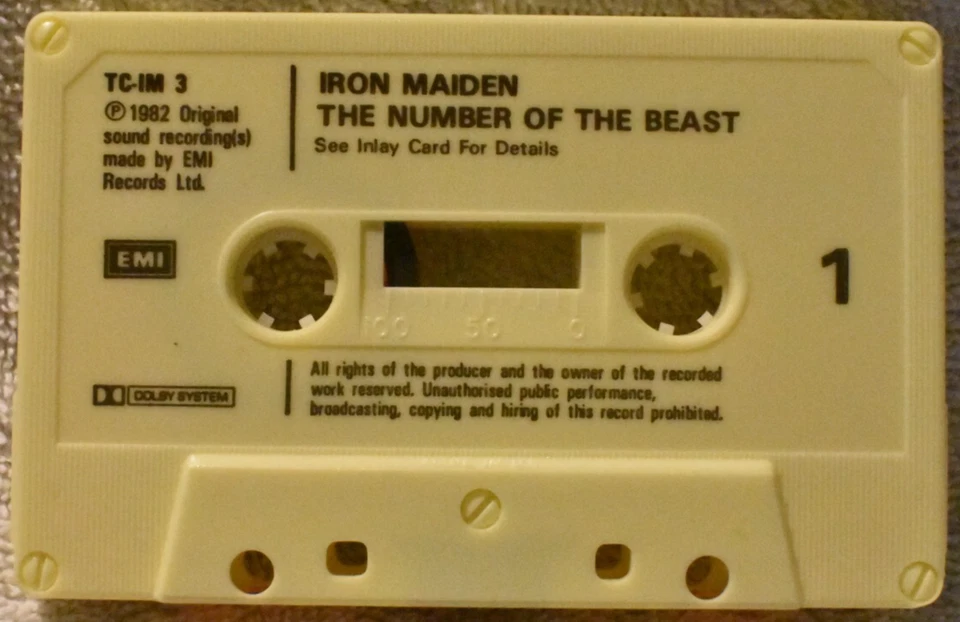 TC-IM 3
Ⓟ 1982 Original
sound recording(s)
made by EMI
Records Ltd.
IRON MAIDEN
THE NUMBER OF THE BEAST
See Inlay Card For Details
EMI
1
100 50 0
DOLBY SYSTEM
All rights of the producer and the owner of the recorded
work reserved. Unauthorised public performance,
broadcasting, copying and hiring of this record prohibited.